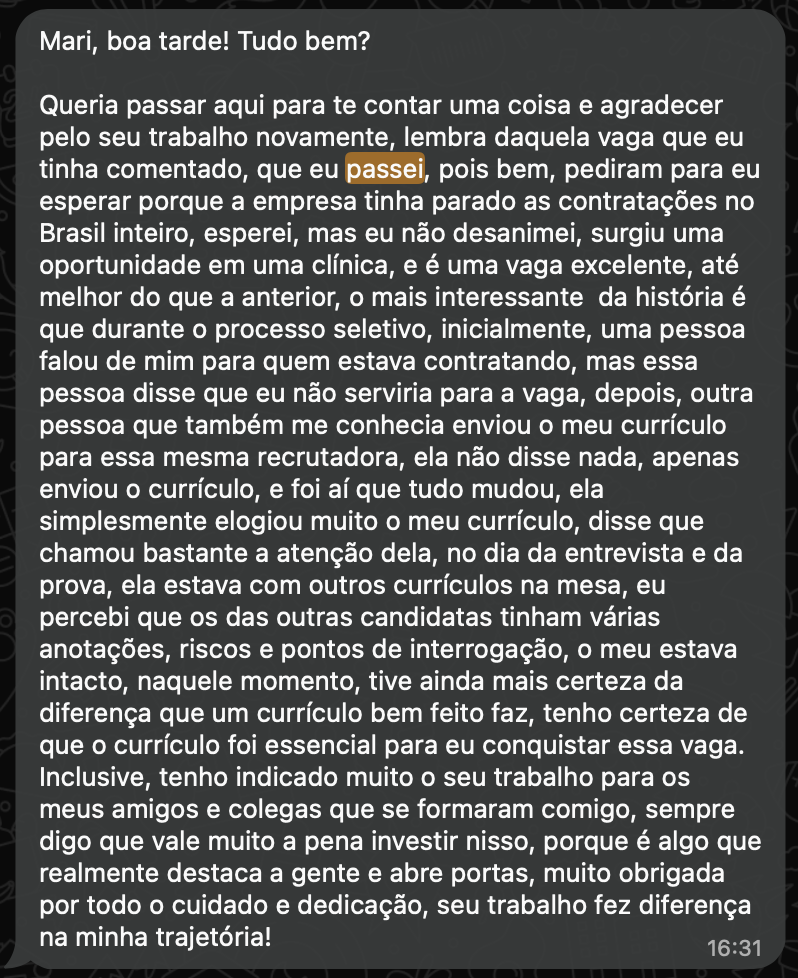 Mari, boa tarde! Tudo bem?
Queria passar aqui para te contar uma coisa e agradecer
pelo seu trabalho novamente, lembra daquela vaga que eu
tinha comentado, que eu passei, pois bem, pediram para eu
esperar porque a empresa tinha parado as contratações no
Brasil inteiro, esperei, mas eu não desanimei, surgiu uma
oportunidade em uma clínica, e é uma vaga excelente, até
melhor do que a anterior, o mais interessante  da história é
que durante o processo seletivo, inicialmente, uma pessoa
falou de mim para quem estava contratando, mas essa
pessoa disse que eu não serviria para a vaga, depois, outra
pessoa que também me conhecia enviou o meu currículo
para essa mesma recrutadora, ela não disse nada, apenas
enviou o currículo, e foi aí que tudo mudou, ela
simplesmente elogiou muito o meu currículo, disse que
chamou bastante a atenção dela, no dia da entrevista e da
prova, ela estava com outros currículos na mesa, eu
percebi que os das outras candidatas tinham várias
anotações, riscos e pontos de interrogação, o meu estava
intacto, naquele momento, tive ainda mais certeza da
diferença que um currículo bem feito faz, tenho certeza de
que o currículo foi essencial para eu conquistar essa vaga.
Inclusive, tenho indicado muito o seu trabalho para os
meus amigos e colegas que se formaram comigo, sempre
digo que vale muito a pena investir nisso, porque é algo que
realmente destaca a gente e abre portas, muito obrigada
por todo o cuidado e dedicação, seu trabalho fez diferença
na minha trajetória!
16:31